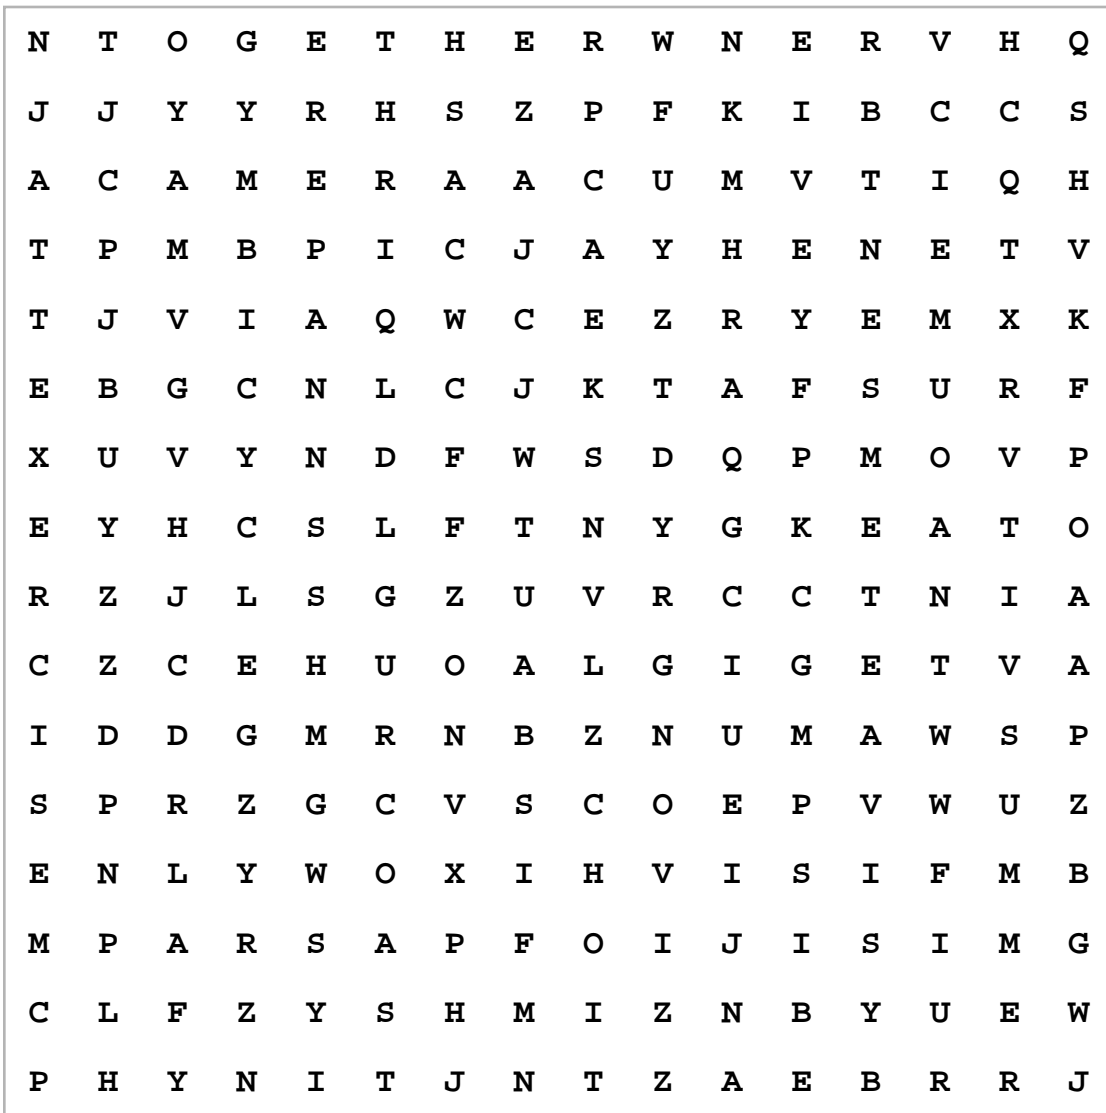 N T O G E T H E R W N E R V H Q
J J Y Y R H S Z P F K I B C C S
A C A M E R A A C U M V T I Q H
T P M B P I C J A Y H E N E T V
T J V I A Q W C E Z R Y E M X K
E B G C N L C J K T A F S U R F
X U V Y N D F W S D Q P M O V P
E Y H C S L F T N Y G K E A T O
R Z J L S G Z U V R C C T N I A
C Z C E H U O A L G I G E T V A
I D D G M R N B Z N U M A W S P
S P R Z G C V S C O E P V W U Z
E N L Y W O X I H V I S I F M B
M P A R S A P F O I J I S I M G
C L F Z Y S H M I Z N B Y U E W
P H Y N I T J N T Z A E B R R J